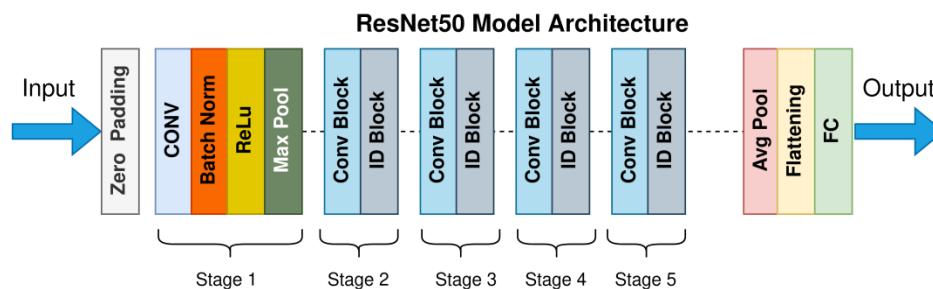 ResNet50 Model Architecture
Input
Zero Padding
CONV
Batch Norm
ReLu
Max Pool
Conv Block
ID Block
Conv Block
ID Block
Conv Block
ID Block
Conv Block
ID Block
Avg Pool
Flattening
FC
Output
Stage 1
Stage 2
Stage 3
Stage 4
Stage 5